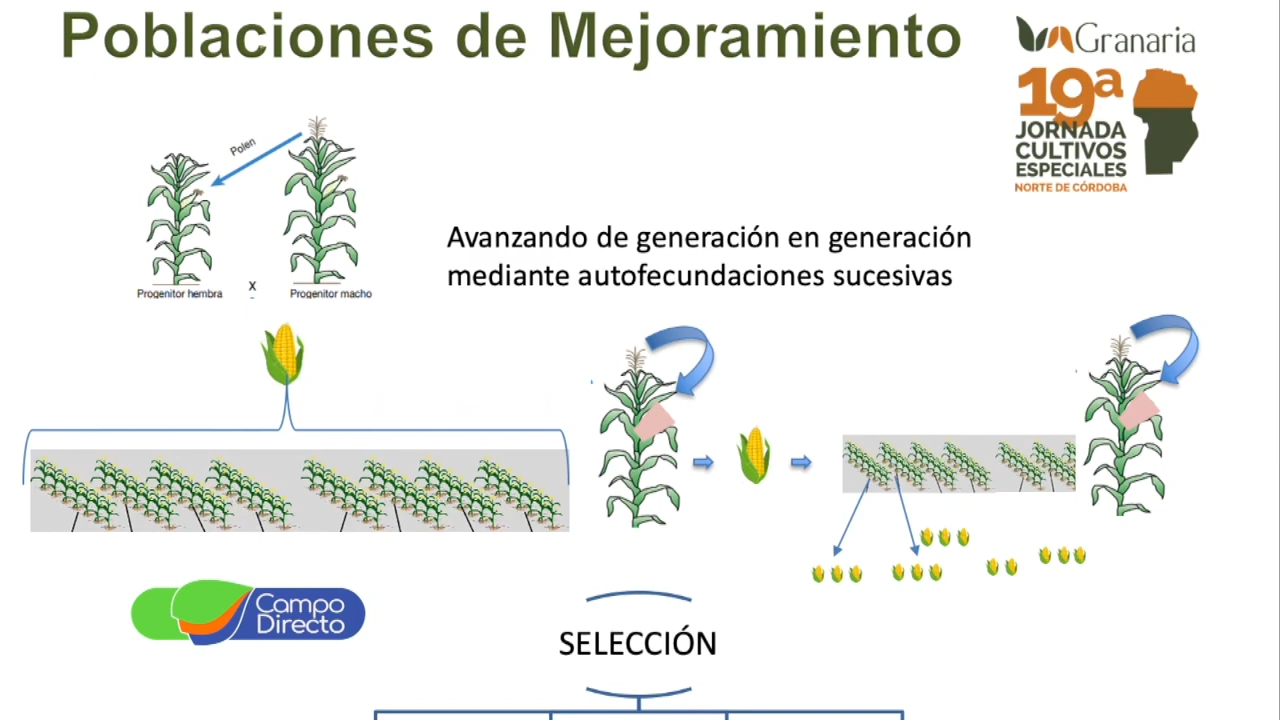 Poblaciones de Mejoramiento
Granaria
19a
JORNADA
CULTIVOS
ESPECIALES
NORTE DE CÓRDOBA
Polen
Progenitor hembra
x
Progenitor macho
Avanzando de generación en generación
mediante autofecundaciones sucesivas
Campo
Directo
SELECCIÓN